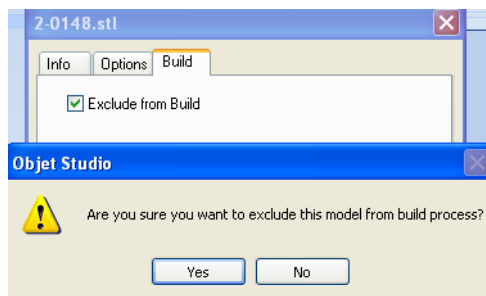 2-0148.stl
Info Options Build
Exclude from Build
Objet Studio
Are you sure you want to exclude this model from build process?
Yes No